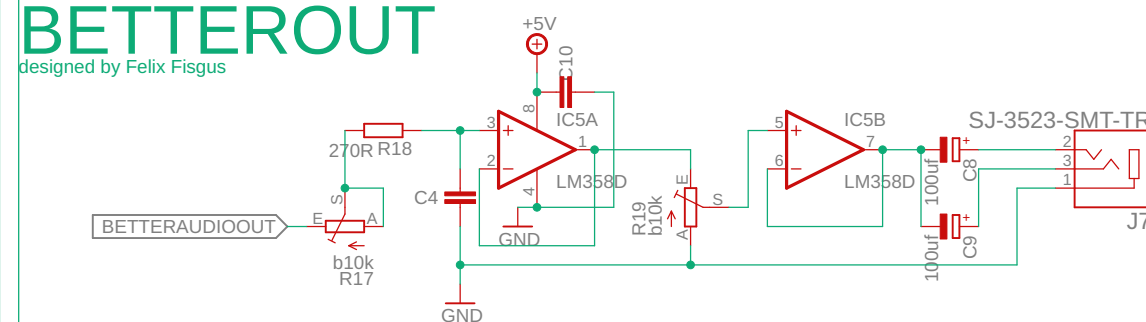 BETTEROUT
designed by Felix Fisgus
+5V
C10
8
IC5A
3
+
270R R18
2
−
1
LM358D
4
GND
C4
S
E
A
BETTERAUDIOOUT
b10k
R17
GND
E
S
R19
b10k
A
5
+
6
−
IC5B
7
LM358D
+
100uf
C8
+
100uf
C9
SJ-3523-SMT-TR
2
3
1
J7